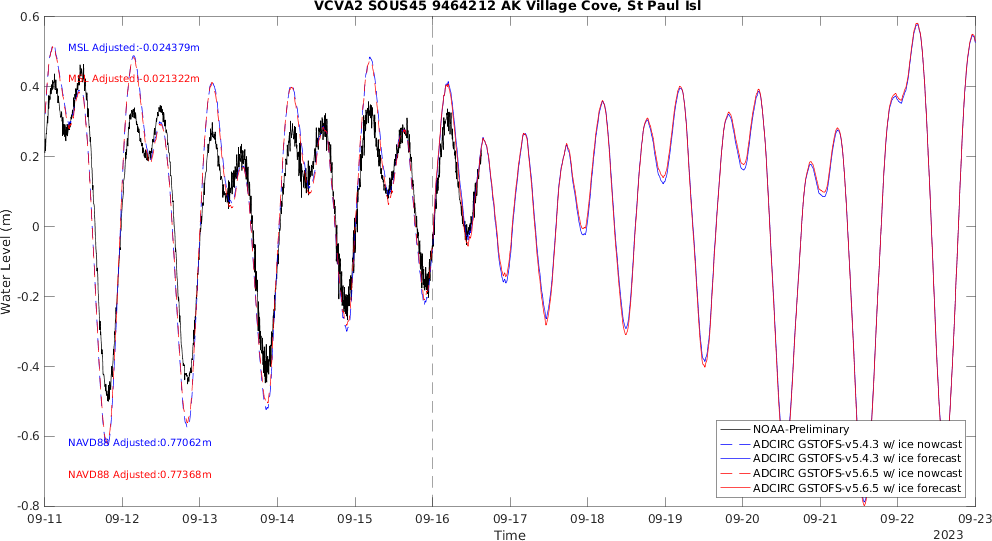 VCVA2 SOUS45 9464212 AK Village Cove, St Paul Isl
0.6
0.4
0.2
0
-0.2
-0.4
-0.6
-0.8
Water Level (m)
MSL Adjusted:-0.024379m
MSL Adjusted:-0.021322m
NAVD88 Adjusted:0.77062m
NAVD88 Adjusted:0.77368m
NOAA-Preliminary
ADCIRC GSTOFS-v5.4.3 w/ ice nowcast
ADCIRC GSTOFS-v5.4.3 w/ ice forecast
ADCIRC GSTOFS-v5.6.5 w/ ice nowcast
ADCIRC GSTOFS-v5.6.5 w/ ice forecast
09-11 09-12 09-13 09-14 09-15 09-16 09-17 09-18 09-19 09-20 09-21 09-22 09-23
Time
2023